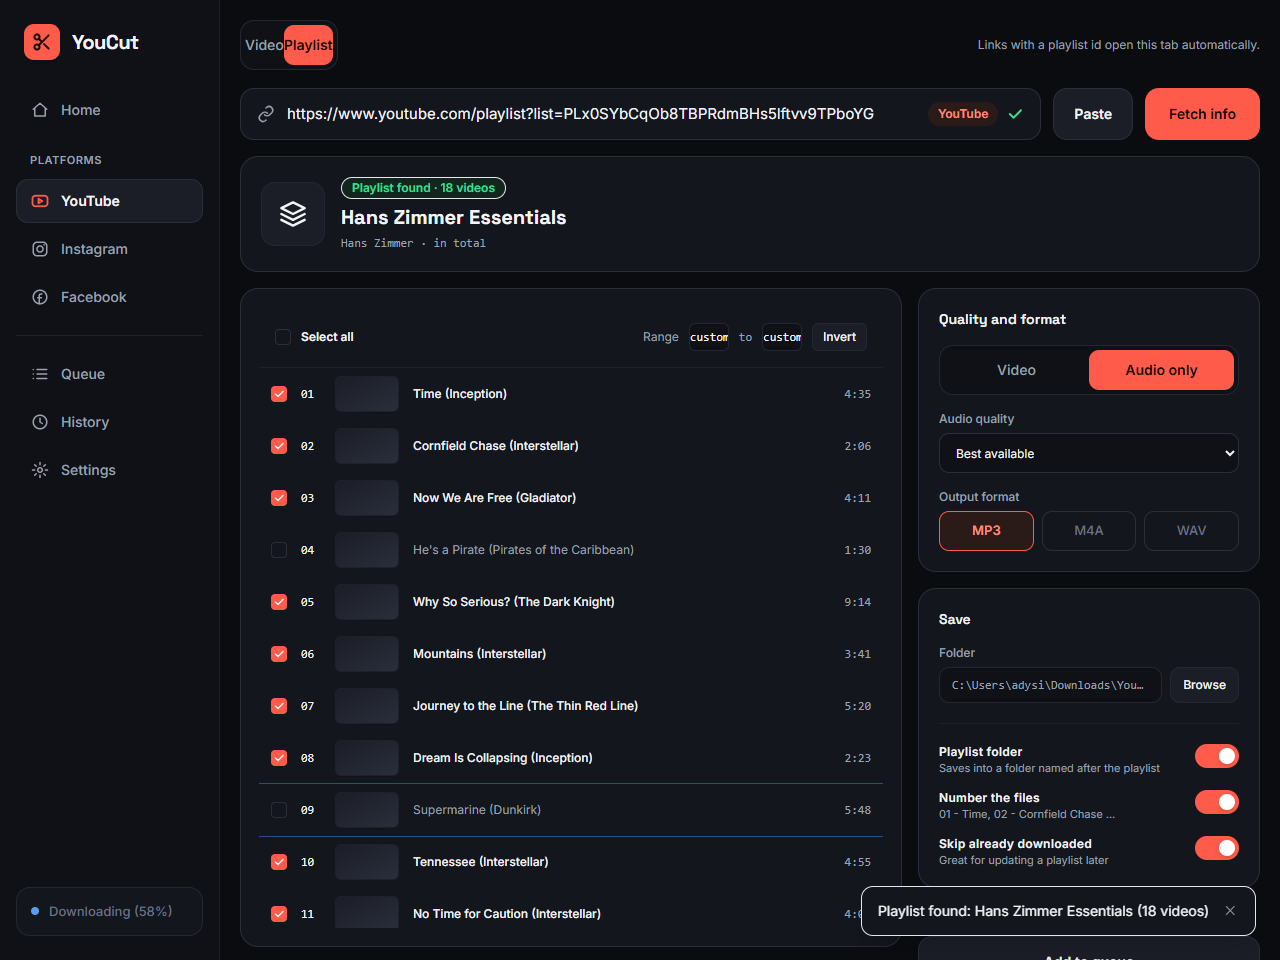 YouCut
Home
PLATFORMS
YouTube
Instagram
Facebook
Queue
History
Settings
Downloading (58%)
Video Playlist
Links with a playlist id open this tab automatically.
https://www.youtube.com/playlist?list=PLx0SYbCqOb8TBPRdmBHs5lftvv9TPboYG YouTube
Paste
Fetch info
Playlist found · 18 videos
Hans Zimmer Essentials
Hans Zimmer · in total
Select all Range custom to custom Invert
01 Time (Inception) 4:35
02 Cornfield Chase (Interstellar) 2:06
03 Now We Are Free (Gladiator) 4:11
04 He's a Pirate (Pirates of the Caribbean) 1:30
05 Why So Serious? (The Dark Knight) 9:14
06 Mountains (Interstellar) 3:41
07 Journey to the Line (The Thin Red Line) 5:20
08 Dream Is Collapsing (Inception) 2:23
09 Supermarine (Dunkirk) 5:48
10 Tennessee (Interstellar) 4:55
11 No Time for Caution (Interstellar)
Quality and format
Video Audio only
Audio quality
Best available
Output format
MP3 M4A WAV
Save
Folder
C:\Users\adysi\Downloads\You… Browse
Playlist folder
Saves into a folder named after the playlist
Number the files
01 - Time, 02 - Cornfield Chase ...
Skip already downloaded
Great for updating a playlist later
Playlist found: Hans Zimmer Essentials (18 videos)
Add to queue